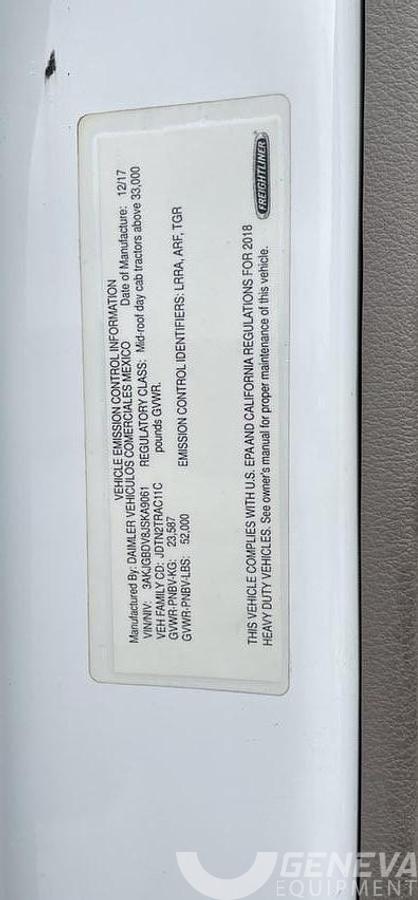 VEHICLE EMISSION CONTROL INFORMATION
Manufactured By: DAIMLER VEHICULOS COMERCIALES MEXICO Date of Manufacture: 12/17
VIN/NIV: 3AKJGBDV8JSKA9061 REGULATORY CLASS: Mid-roof day cab tractors above 33,000
VEH FAMILY CD: JDTN2TRAC11C pounds GVWR.
GVWR-PNBV-KG: 23,587
GVWR-PNBV-LBS: 52,000 EMISSION CONTROL IDENTIFIERS: LRRA, ARF, TGR
THIS VEHICLE COMPLIES WITH U.S. EPA AND CALIFORNIA REGULATIONS FOR 2018
HEAVY DUTY VEHICLES. See owner's manual for proper maintenance of this vehicle.
FREIGHTLINER
GENEVA
EQUIPMENT